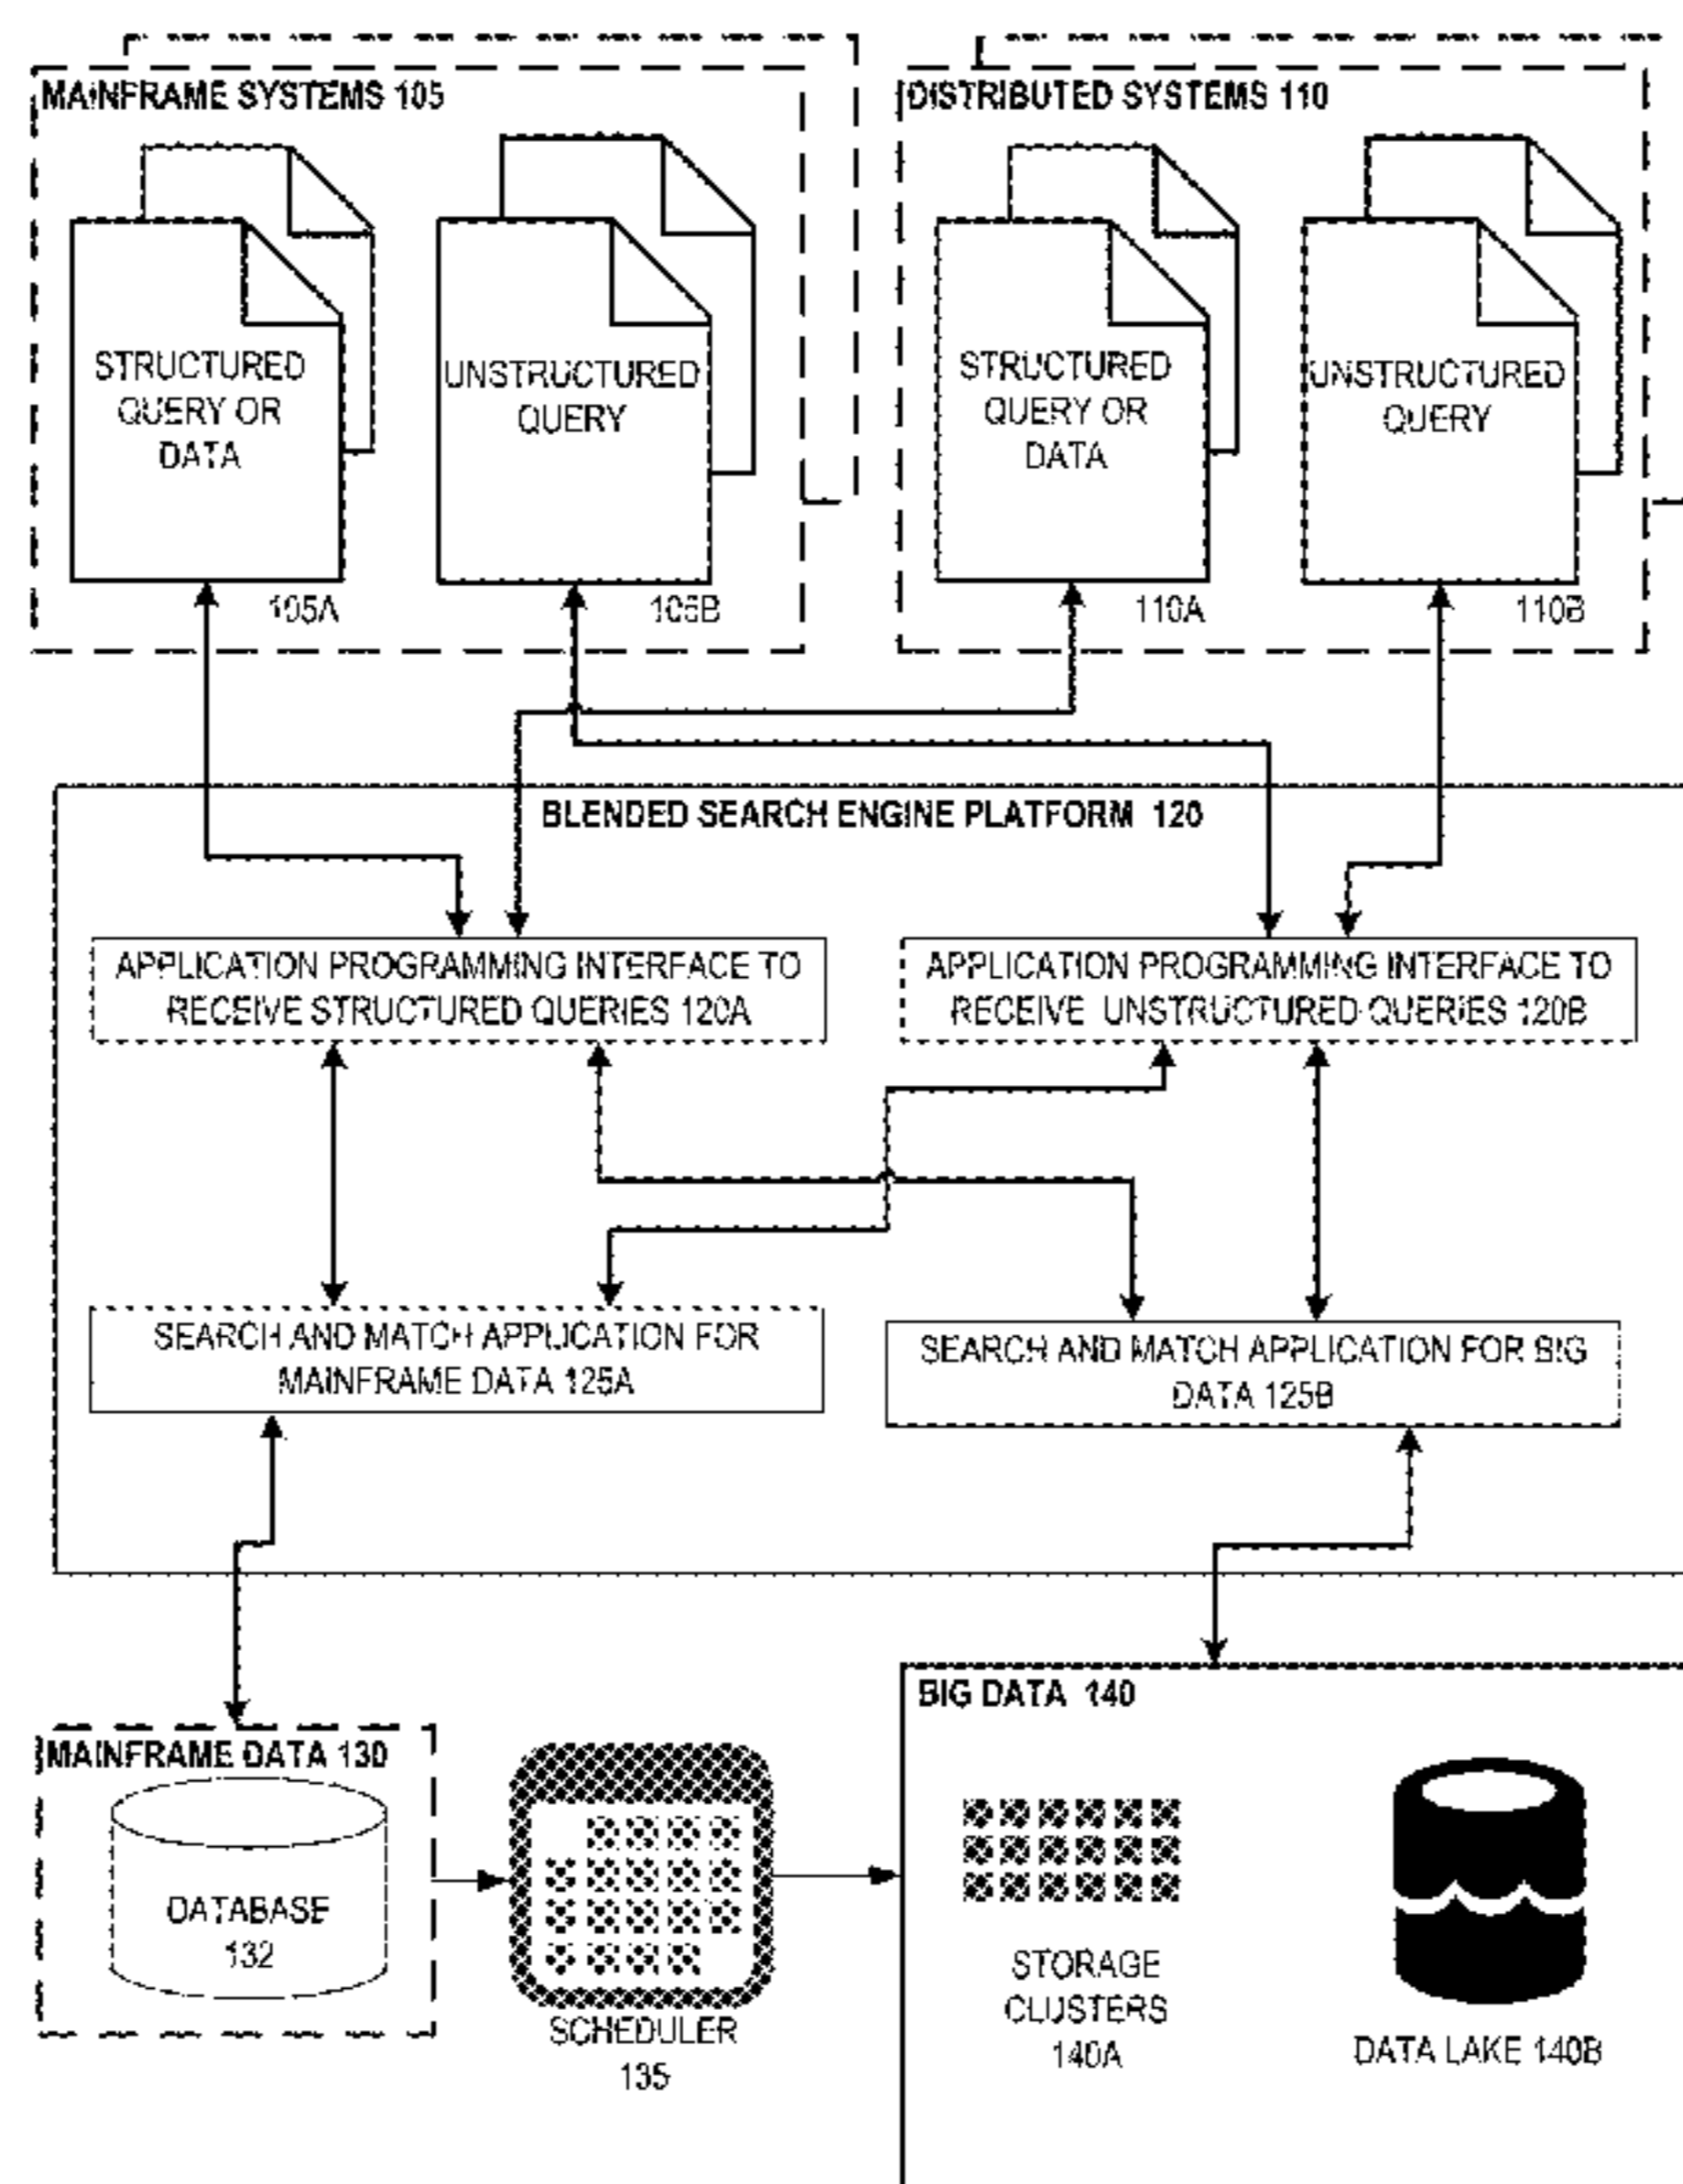 MAINFRAME SYSTEMS 105
DISTRIBUTED SYSTEMS 110
STRUCTURED
QUERY OR
DATA
UNSTRUCTURED
QUERY
STRUCTURED
QUERY OR
DATA
UNSTRUCTURED
QUERY
105A
105B
110A
110B
BLENDED SEARCH ENGINE PLATFORM 120
APPLICATION PROGRAMMING INTERFACE TO
RECEIVE STRUCTURED QUERIES 120A
APPLICATION PROGRAMMING INTERFACE TO
RECEIVE UNSTRUCTURED QUERIES 120B
SEARCH AND MATCH APPLICATION FOR
MAINFRAME DATA 125A
SEARCH AND MATCH APPLICATION FOR BIG
DATA 125B
MAINFRAME DATA 130
DATABASE
132
SCHEDULER
135
BIG DATA 140
STORAGE
CLUSTERS
140A
DATA LAKE 140B